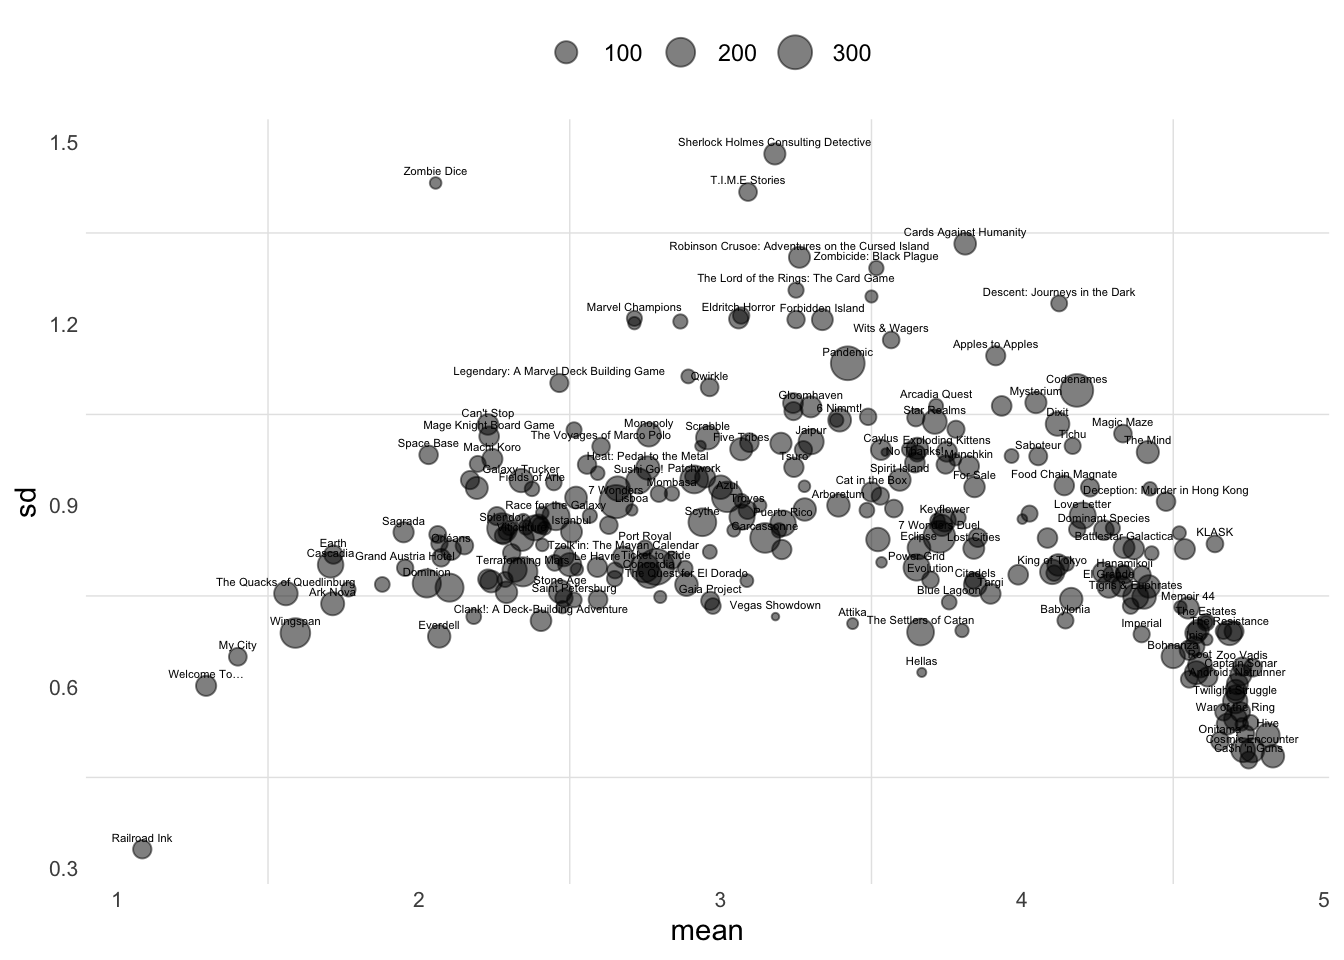 100 200 300
1.5
1.2
0.9
0.6
0.3
sd
1 2 3 4 5
mean
Sherlock Holmes Consulting Detective
Zombie Dice
T.I.M.E Stories
Cards Against Humanity
Robinson Crusoe: Adventures on the Cursed Island
Zombicide: Black Plague
The Lord of the Rings: The Card Game
Descent: Journeys in the Dark
Marvel Champions
Eldritch Horror
Forbidden Island
Wits & Wagers
Apples to Apples
Pandemic
Legendary: A Marvel Deck Building Game
Qwirkle
Codenames
Mysterium
Arcadia Quest
Gloomhaven
6 Nimmt!
Star Realms
Dixit
Can't Stop
Mage Knight Board Game
Monopoly
Scrabble
Jaipur
Magic Maze
The Voyages of Marco Polo
Five Tribes
Caylus
Exploding Kittens
Tichu
The Mind
Space Base
Machi Koro
No Thanks!
Munchkin
Saboteur
Heat: Pedal to the Metal
Tsuro
Galaxy Trucker
Fields of Arle
Sushi Go!
Patchwork
Mombasa
Spirit Island
For Sale
Food Chain Magnate
Cat in the Box
Azul
7 Wonders
Lisboa
Arboretum
Deception: Murder in Hong Kong
Race for the Galaxy
Troyes
Puerto Rico
Scythe
Keyflower
Love Letter
Sagrada
Splendor
Istanbul
Carcassonne
7 Wonders Duel
Dominant Species
Eclipse
Lost Cities
Battlestar Galactica
KLASK
Earth
Cascadia
Orléans
Port Royal
Tzolk'in: The Mayan Calendar
Grand Austria Hotel
Terraforming Mars
Le Havre
Ticket to Ride
Concordia
Power Grid
Evolution
King of Tokyo
Hanamikoji
El Grande
Dominion
Stone Age
The Quest for El Dorado
Citadels
Targi
Tigris & Euphrates
The Quacks of Quedlinburg
Ark Nova
Saint Petersburg
Gaia Project
Blue Lagoon
Memoir 44
Clank!: A Deck-Building Adventure
Vegas Showdown
Attika
Babylonia
The Estates
Wingspan
Everdell
The Settlers of Catan
Imperial
The Resistance
My City
Hellas
Bohnanza
Root
Zoo Vadis
Welcome To…
Captain Sonar
Android: Netrunner
Twilight Struggle
War of the Ring
Onitama
Hive
Cosmic Encounter
Ca$h 'n Guns
Railroad Ink